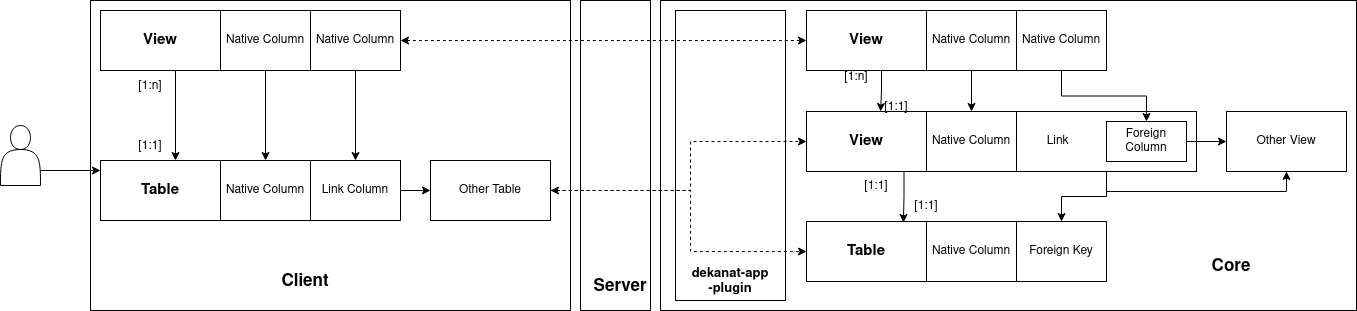 View
Native Column
Native Column
[1:n]
[1:1]
Table
Native Column
Link Column
Other Table
Client
Server
dekanat-app
-plugin
View
Native Column
Native Column
[1:n]
[1:1]
View
Native Column
Link
Foreign
Column
Other View
[1:1]
[1:1]
Table
Native Column
Foreign Key
Core